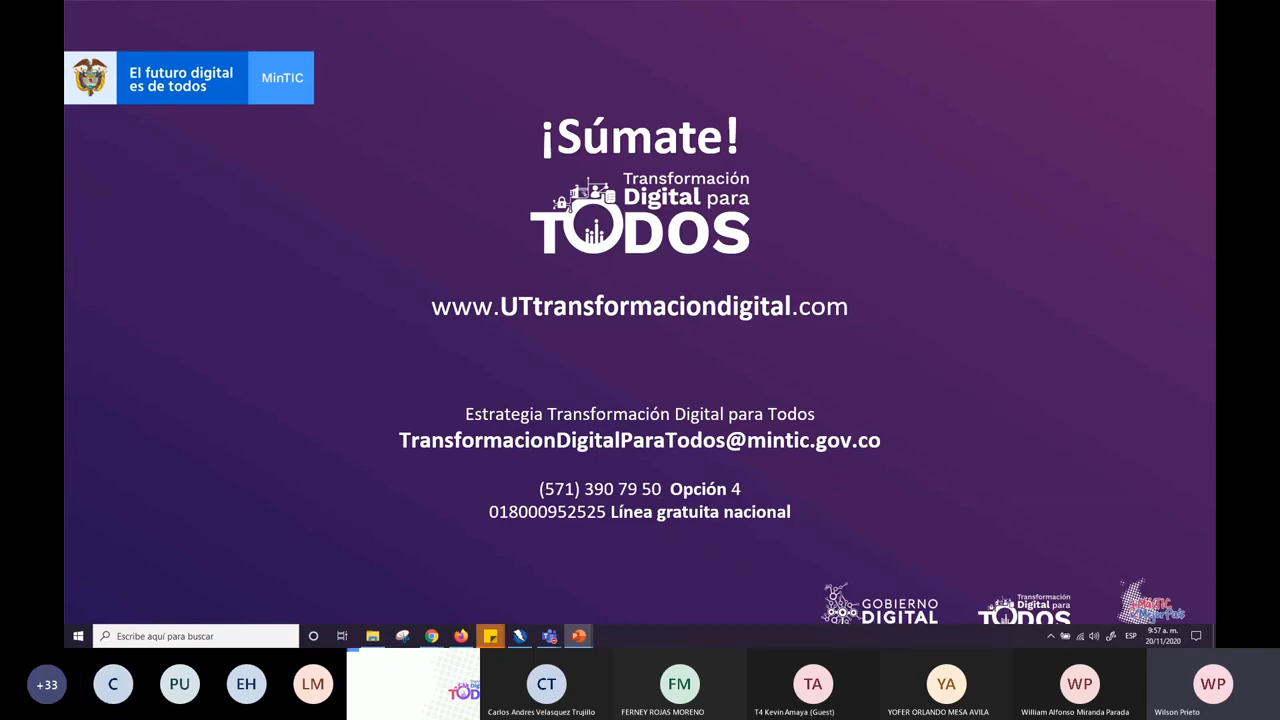 El futuro digital
es de todos
MinTIC
¡Súmate!
Transformación
Digital para
TODOS
www.UTtransformaciondigital.com
Estrategia Transformación Digital para Todos
TransformacionDigitalParaTodos@mintic.gov.co
(571) 390 79 50 Opción 4
018000952525 Línea gratuita nacional
GOBIERNO
DIGITAL
Transformación
Digital para
TODOS
Escribe aquí para buscar
ESP
9:57 a. m.
20/11/2020
+33
C
PU
EH
LM
CT
FM
TA
YA
WP
WP
Carlos Andres Velasquez Trujillo
FERNEY ROJAS MORENO
T4 Kevin Amaya (Guest)
YOFER ORLANDO MESA AVILA
William Alfonso Miranda Parada
Wilson Prieto